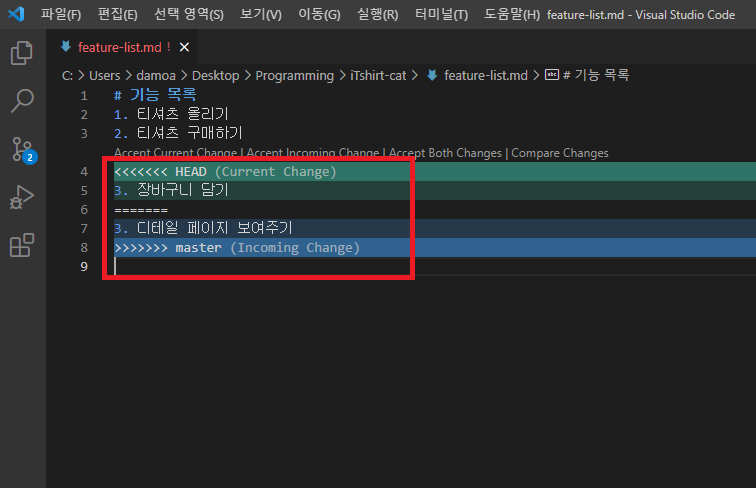 파일(F) 편집(E) 선택 영역(S) 보기(V) 이동(G) 실행(R) 터미널(T) 도움말(H) feature-list.md - Visual Studio Code
feature-list.md !
C: > Users > damoa > Desktop > Programming > iTshirt-cat > feature-list.md > # 기능 목록
1 # 기능 목록
2 1. 티셔츠 올리기
3 2. 티셔츠 구매하기
Accept Current Change | Accept Incoming Change | Accept Both Changes | Compare Changes
4 <<<<<<< HEAD (Current Change)
5 3. 장바구니 담기
6 =======
7 3. 디테일 페이지 보여주기
8 >>>>>>> master (Incoming Change)
9
2